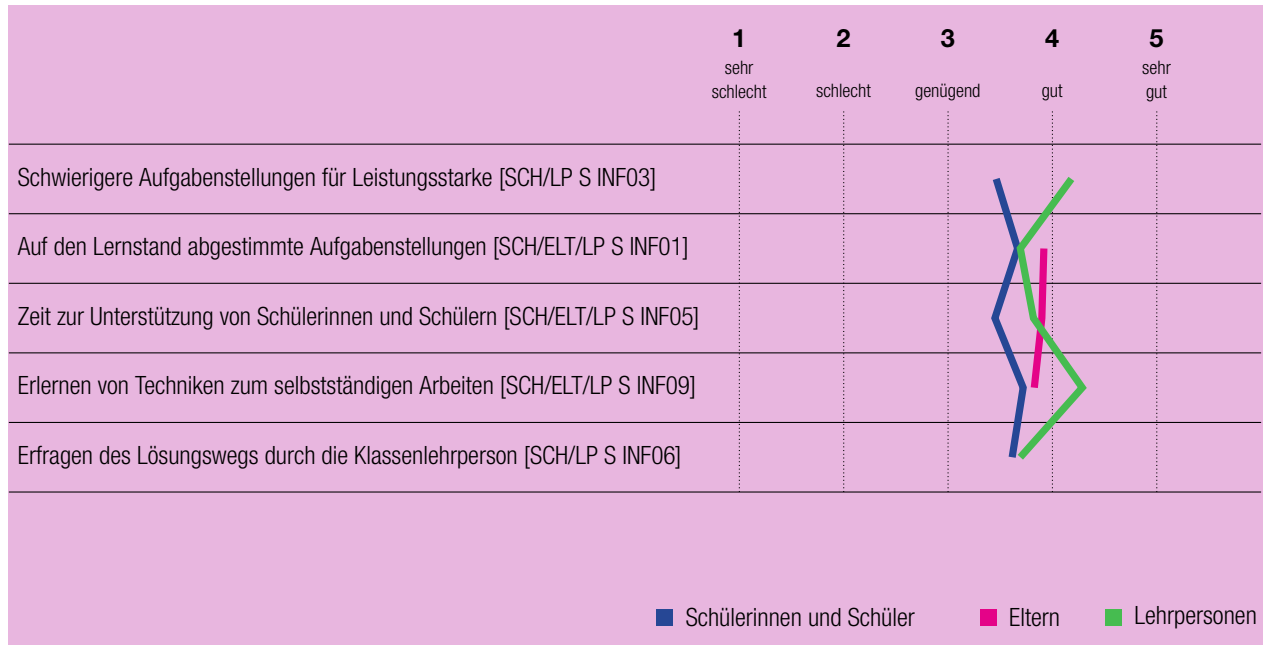 1 2 3 4 5
sehr schlecht schlecht genügend gut sehr gut
Schwierigere Aufgabenstellungen für Leistungsstarke [SCH/LP S INF03]
Auf den Lernstand abgestimmte Aufgabenstellungen [SCH/ELT/LP S INF01]
Zeit zur Unterstützung von Schülerinnen und Schülern [SCH/ELT/LP S INF05]
Erlernen von Techniken zum selbstständigen Arbeiten [SCH/ELT/LP S INF09]
Erfragen des Lösungswegs durch die Klassenlehrperson [SCH/LP S INF06]
Schülerinnen und Schüler Eltern Lehrpersonen